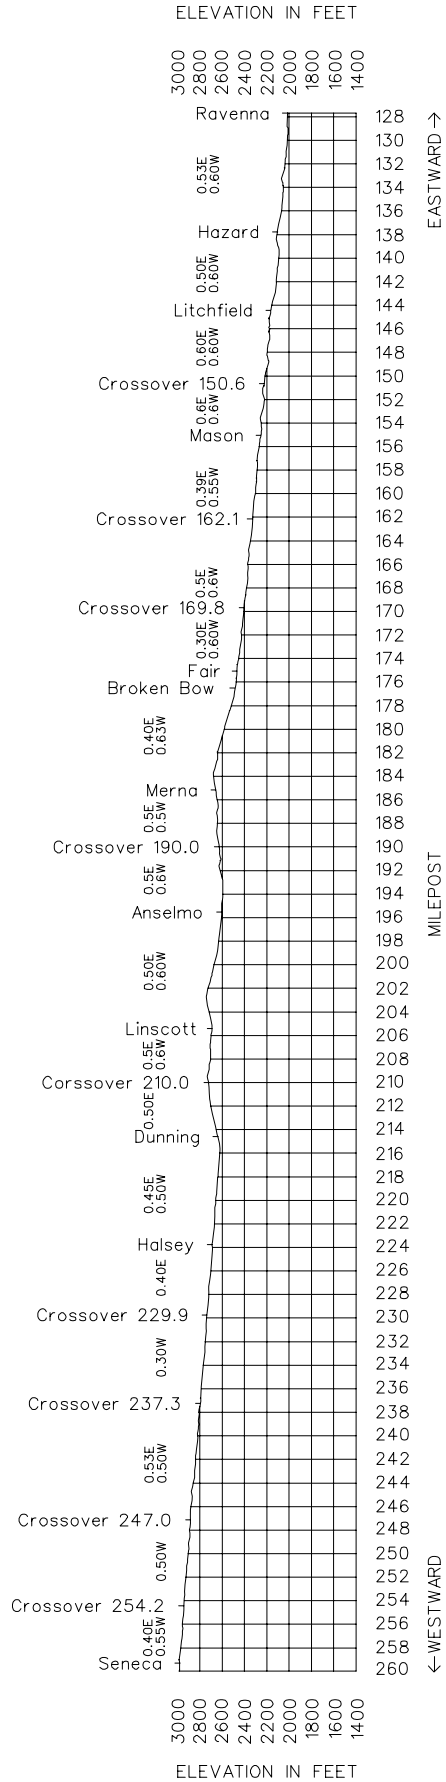 ELEVATION IN FEET
3000 2800 2600 2400 2200 2000 1800 1600 1400
Ravenna
128
EASTWARD→
130
132
0.53E
0.60W
134
136
Hazard
138
140
0.50E
0.60W
142
Litchfield
144
146
0.60E
0.60W
148
150
Crossover 150.6
152
0.6E
0.6W
154
Mason
156
158
0.39E
0.55W
160
Crossover 162.1
162
164
166
0.5E
0.6W
168
Crossover 169.8
170
0.30E
0.60W
172
174
Fair
176
Broken Bow
178
180
0.40E
0.63W
182
184
Merna
186
0.5E
0.5W
188
Crossover 190.0
190
MILEPOST
192
0.5E
0.6W
194
Anselmo
196
198
200
0.50E
0.60W
202
204
Linscott
206
0.5E
0.6W
208
Corssover 210.0
210
0.50E
212
214
Dunning
216
218
0.45E
0.50W
220
222
Halsey
224
226
0.40E
228
Crossover 229.9
230
232
0.30W
234
236
Crossover 237.3
238
240
242
0.53E
0.50W
244
246
Crossover 247.0
248
250
0.50W
252
254
Crossover 254.2
256
0.40E
0.55W
258
Seneca
260
←WESTWARD
3000 2800 2600 2400 2200 2000 1800 1600 1400
ELEVATION IN FEET